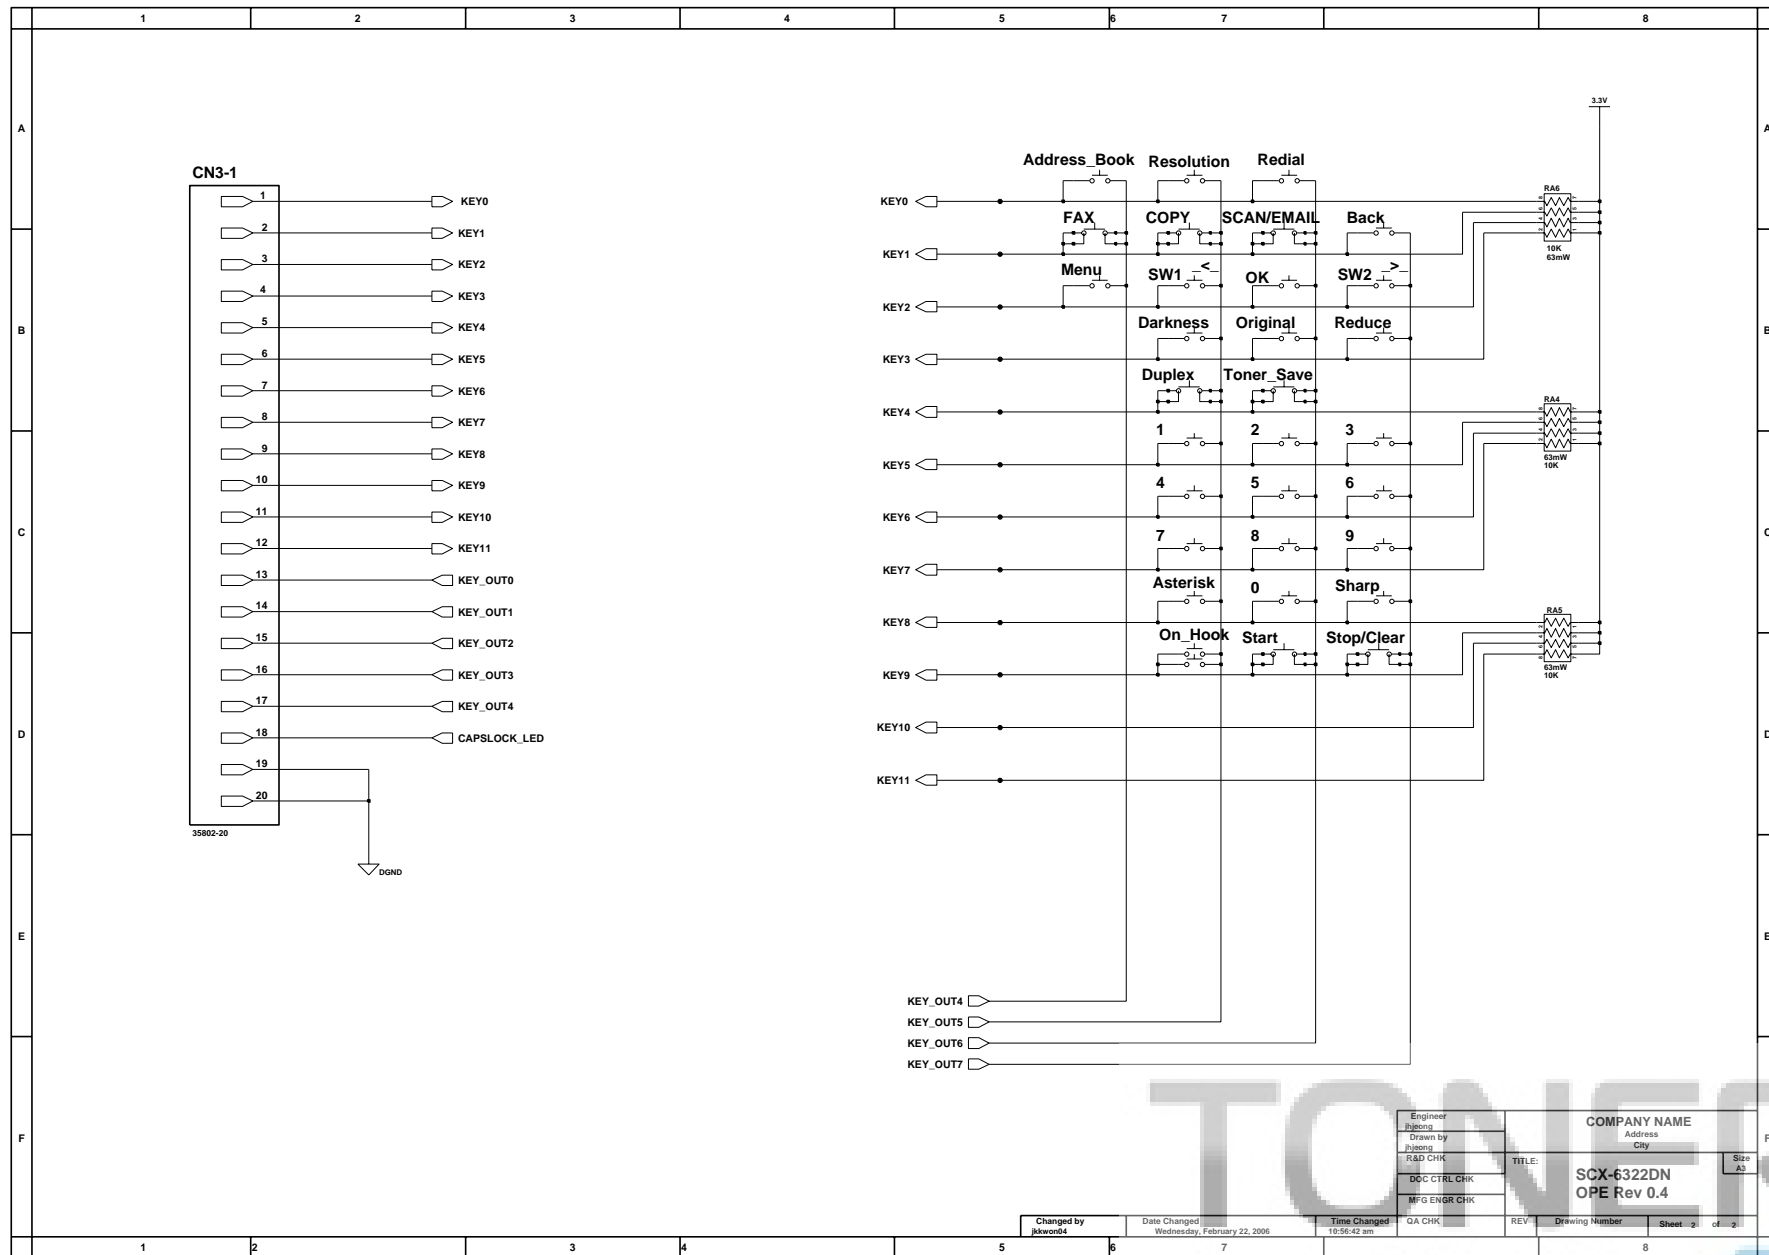 1 2 3 4 5 6 7 8
3.3V
A A
CN3-1
1 KEY0
2 KEY1
3 KEY2
4 KEY3
5 KEY4
6 KEY5
7 KEY6
8 KEY7
9 KEY8
10 KEY9
11 KEY10
12 KEY11
13 KEY_OUT0
14 KEY_OUT1
15 KEY_OUT2
16 KEY_OUT3
17 KEY_OUT4
18 CAPSLOCK_LED
19
20
35802-20
DGND
Address_Book Resolution Redial
KEY0
FAX COPY SCAN/EMAIL Back
KEY1
Menu SW1 _<_ OK SW2 _>_
KEY2
Darkness Original Reduce
KEY3
Duplex Toner_Save
KEY4
1 2 3
KEY5
4 5 6
KEY6
7 8 9
KEY7
Asterisk 0 Sharp
KEY8
On_Hook Start Stop/Clear
KEY9
KEY10
KEY11
RA6
10K
63mW
RA4
63mW
10K
RA5
63mW
10K
B B
C C
D D
E E
KEY_OUT4
KEY_OUT5
KEY_OUT6
KEY_OUT7
F F
TONER
Engineer
jhjeong
Drawn by
jhjeong
R&D CHK
DOC CTRL CHK
MFG ENGR CHK
QA CHK
COMPANY NAME
Address
City
TITLE:
SCX-6322DN
OPE Rev 0.4
Size
A3
Changed by
jkkwon04
Date Changed
Wednesday, February 22, 2006
Time Changed
10:56:42 am
REV
Drawing Number
Sheet 2 of 2
1 2 3 4 5 6 7 8